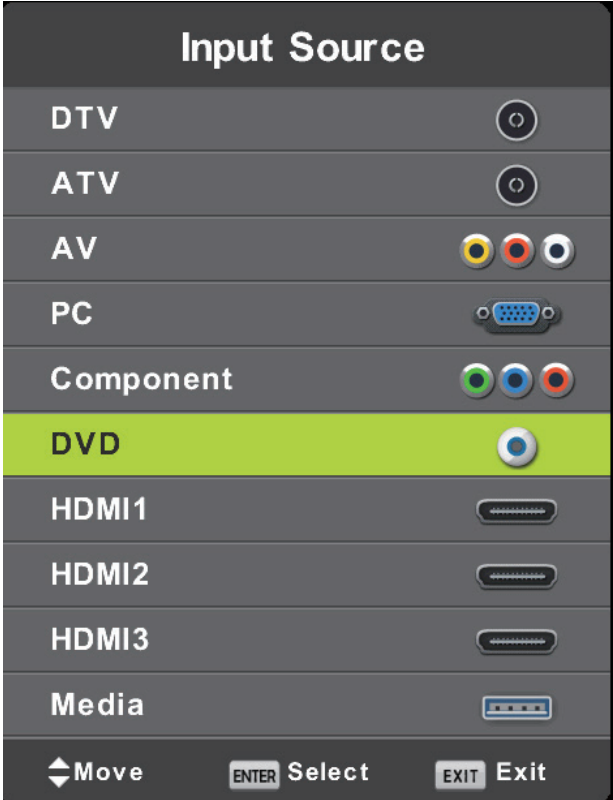 Input Source
DTV
ATV
AV
PC
Component
DVD
HDMI1
HDMI2
HDMI3
Media
Move ENTER Select EXIT Exit